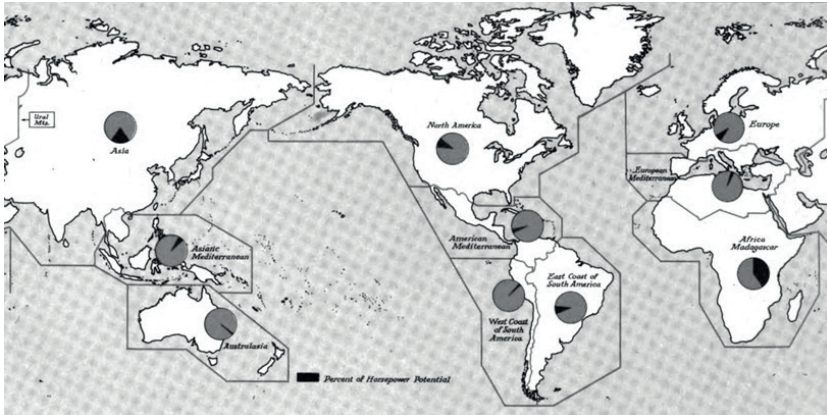 Ural
Mts.
Asia
North America
Europe
European
Mediterranean
Asiatic
Mediterranean
American
Mediterranean
Africa
Madagascar
East Coast of
South America
West Coast
of South
America
Australasia
Percent of Horsepower Potential